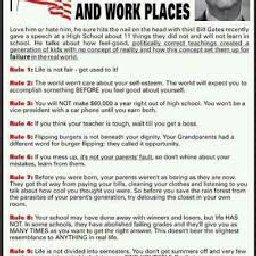 AND WORK PLACES
Love him or hate him, he sure hits the nail on the head with this! Bill Gates recently
gave a speech at a High School about 11 things they did not and will not learn in
school. He talks about how feel-good, politically correct teachings created a
generation of kids with no concept of reality and how this concept set them up for
failure in the real world.
Rule 1: Life is not fair - get used to it!
Rule 2: The world won't care about your self-esteem. The world will expect you to
accomplish something BEFORE you feel good about yourself.
Rule 3: You will NOT make $60,000 a year right out of high school. You won't be a
vice president with a car phone until you earn both.
Rule 4: If you think your teacher is tough, wait till you get a boss.
Rule 5: Flipping burgers is not beneath your dignity. Your Grandparents had a
different word for burger flipping: they called it opportunity.
Rule 6: If you mess up, it's not your parents' fault, so don't whine about your
mistakes, learn from them.
Rule 7: Before you were born, your parents weren't as boring as they are now.
They got that way from paying your bills, cleaning your clothes and listening to you
talk about how cool you thought you were. So before you save the rain forest from
the parasites of your parent's generation, try delousing the closet in your own
room.
Rule 8: Your school may have done away with winners and losers, but life HAS
NOT. In some schools, they have abolished failing grades and they'll give you as
MANY TIMES as you want to get the right answer. This doesn't bear the slightest
resemblance to ANYTHING in real life.
Rule 9: Life is not divided into semesters. You don't get summers off and very few